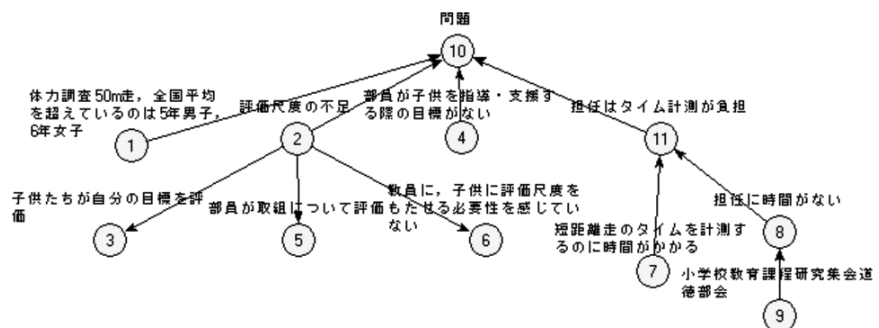 問題
10
体力調査50m走，全国平均
を超えているのは5年男子，
6年女子
1
評価尺度の不足
2
部員が子供を指導・支援す
る際の目標がない
4
担任はタイム計測が負担
11
子供たちが自分の目標を評
価
3
部員が取組について評価
5
教員に，子供に評価尺度を
もたせる必要性を感じてい
ない
6
短距離走のタイムを計測す
るのに時間がかかる
7
担任に時間がない
8
小学校教育課程研究集会道
徳部会
9